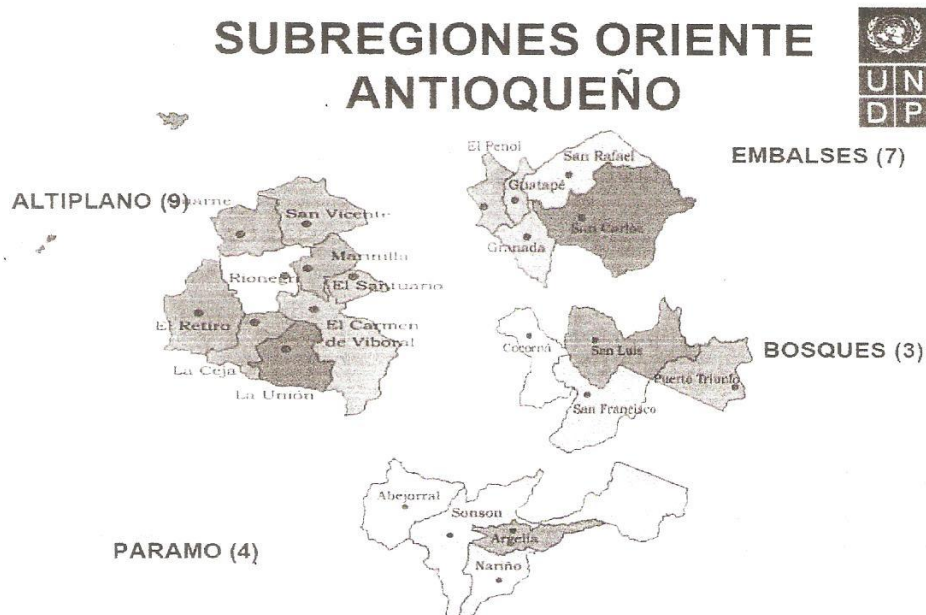 SUBREGIONES ORIENTE
ANTIOQUEÑO
UN
DP
ALTIPLANO (9)
San Vicente
Marinilla
El Santuario
El Retiro
El Carmen
de Viboral
La Ceja
La Unión
EMBALSES (7)
El Peñol
San Rafael
Guatapé
San Carlos
Granada
BOSQUES (3)
Cocorná
San Luis
Puerto Triunfo
San Francisco
PARAMO (4)
Abejorral
Sonson
Argelia
Nariño